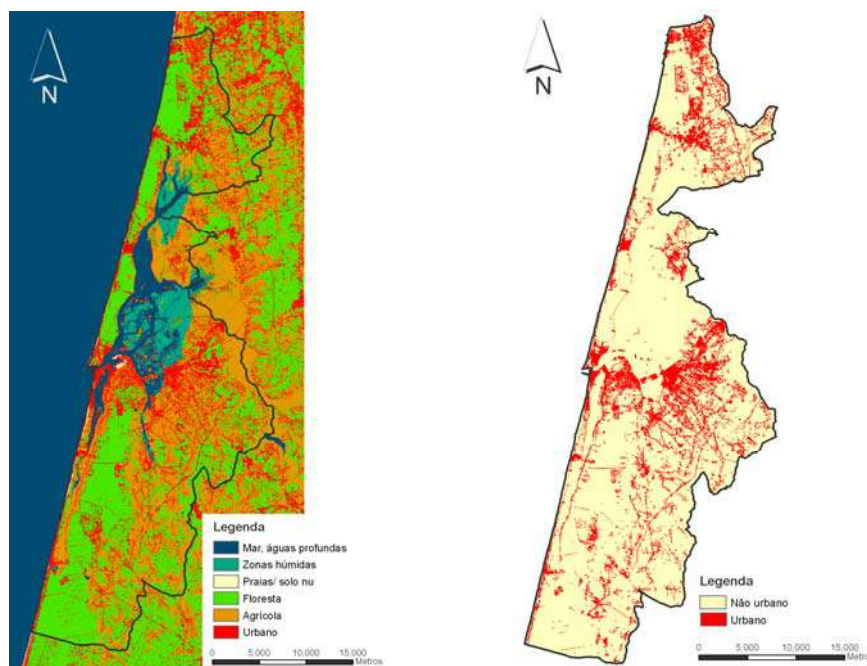 N
Legenda
Mar, águas profundas
Zonas húmidas
Praias/ solo nu
Floresta
Agrícola
Urbano
0 5,000 10,000 15,000
Metros
N
Legenda
Não urbano
Urbano
0 5,000 10,000 15,000
Metros